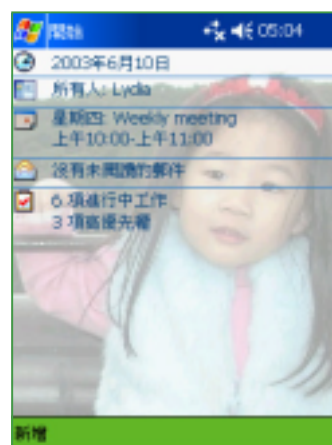 開始 05:04
2003年6月10日
所有人: Lydia
星期四: Weekly meeting
上午10:00-上午11:00
沒有未閱讀的郵件
6 項進行中工作
3 項高優先權
新增